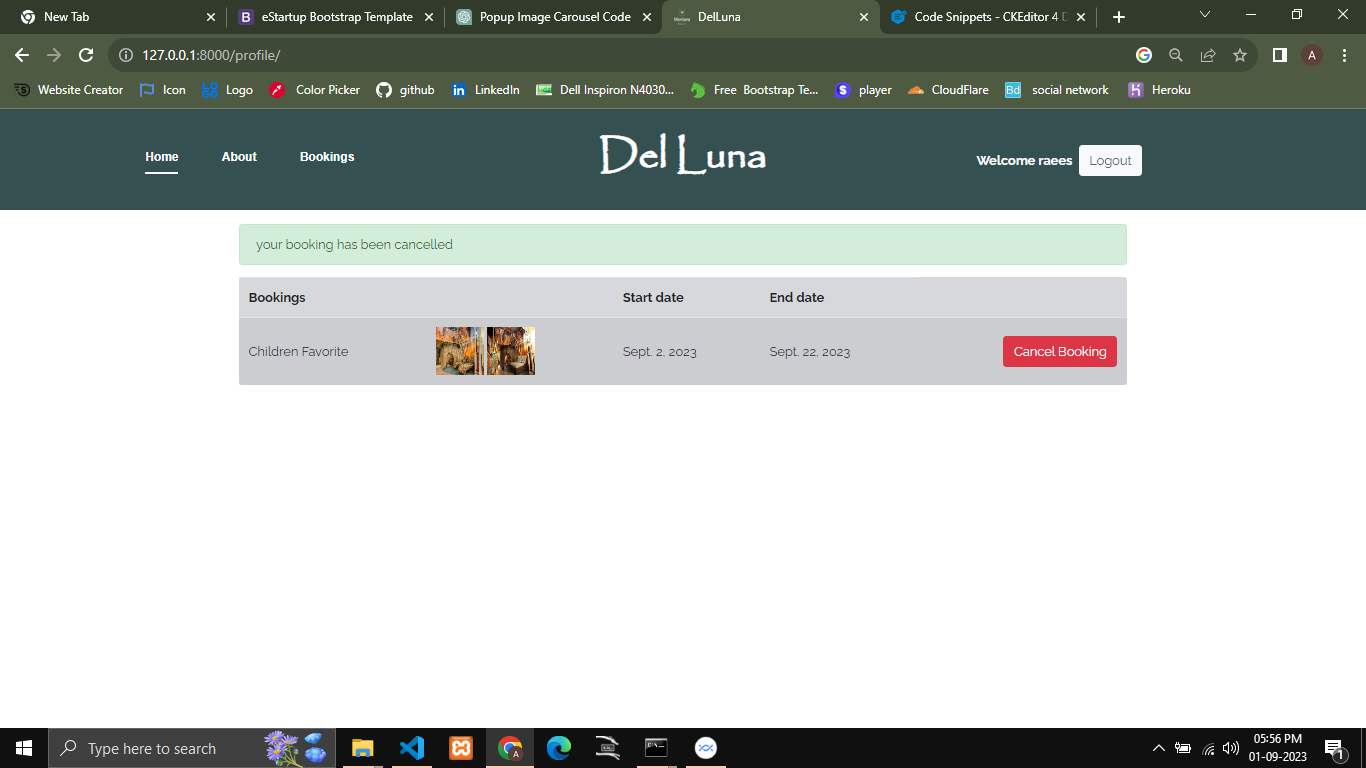 New Tab
eStartup Bootstrap Template
Popup Image Carousel Code
DelLuna
Code Snippets - CKEditor 4 D
127.0.0.1:8000/profile/
A
Website Creator
Icon
Logo
Color Picker
github
LinkedIn
Dell Inspiron N4030...
Free Bootstrap Te...
player
CloudFlare
Bd social network
Heroku
Home
About
Bookings
Del Luna
Welcome raees
Logout
your booking has been cancelled
Bookings Start date End date
Children Favorite Sept. 2, 2023 Sept. 22, 2023 Cancel Booking
Type here to search
05:56 PM
01-09-2023
1